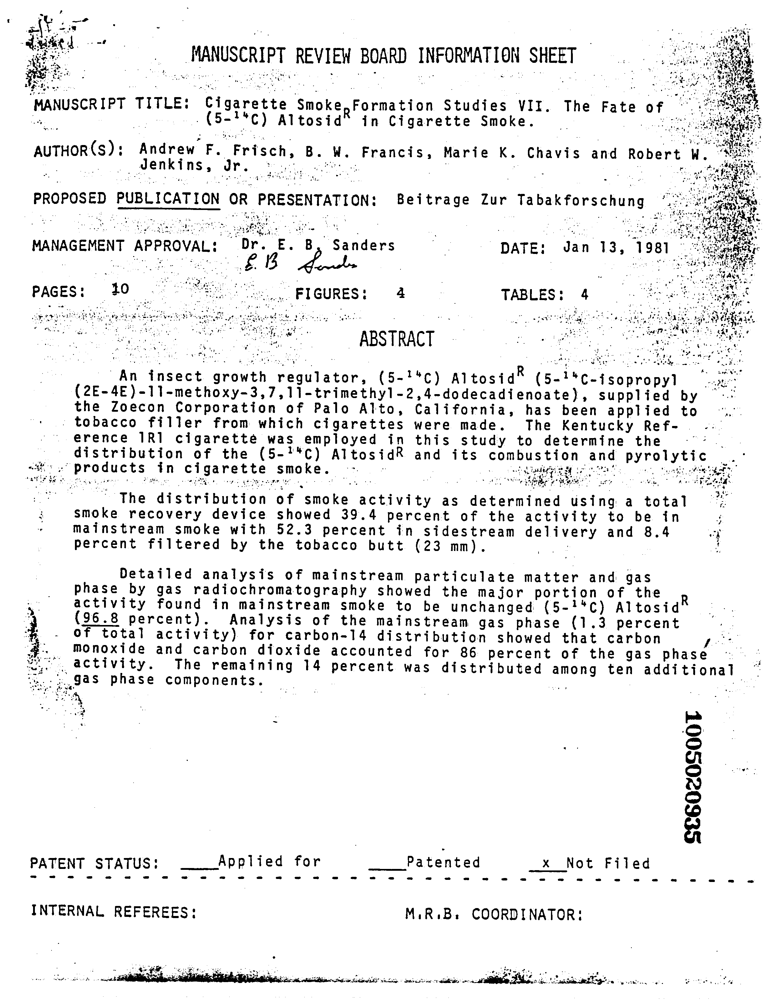 MANUSCRIPT REVIEW BOARD INFORMATION SHEET
MANUSCRIPT TITLE: Cigarette Smoke Formation Studies VII. The Fate of
(5-¹⁴C) Altosidᴿ in Cigarette Smoke.
AUTHOR(S): Andrew F. Frisch, B. W. Francis, Marie K. Chavis and Robert W.
Jenkins, Jr.
PROPOSED PUBLICATION OR PRESENTATION: Beitrage Zur Tabakforschung
MANAGEMENT APPROVAL: Dr. E. B. Sanders DATE: Jan 13, 1981
E. B Sanders
PAGES: 10 FIGURES: 4 TABLES: 4
ABSTRACT
An insect growth regulator, (5-¹⁴C) Altosidᴿ (5-¹⁴C-isopropyl
(2E-4E)-11-methoxy-3,7,11-trimethyl-2,4-dodecadienoate), supplied by
the Zoecon Corporation of Palo Alto, California, has been applied to
tobacco filler from which cigarettes were made. The Kentucky Ref-
erence 1R1 cigarette was employed in this study to determine the
distribution of the (5-¹⁴C) Altosidᴿ and its combustion and pyrolytic
products in cigarette smoke.
The distribution of smoke activity as determined using a total
smoke recovery device showed 39.4 percent of the activity to be in
mainstream smoke with 52.3 percent in sidestream delivery and 8.4
percent filtered by the tobacco butt (23 mm).
Detailed analysis of mainstream particulate matter and gas
phase by gas radiochromatography showed the major portion of the
activity found in mainstream smoke to be unchanged (5-¹⁴C) Altosidᴿ
(96.8 percent). Analysis of the mainstream gas phase (1.3 percent
of total activity) for carbon-14 distribution showed that carbon
monoxide and carbon dioxide accounted for 86 percent of the gas phase
activity. The remaining 14 percent was distributed among ten additional
gas phase components.
1005020935
PATENT STATUS: ____Applied for ____Patented __x_Not Filed
INTERNAL REFEREES: M.R.B. COORDINATOR: